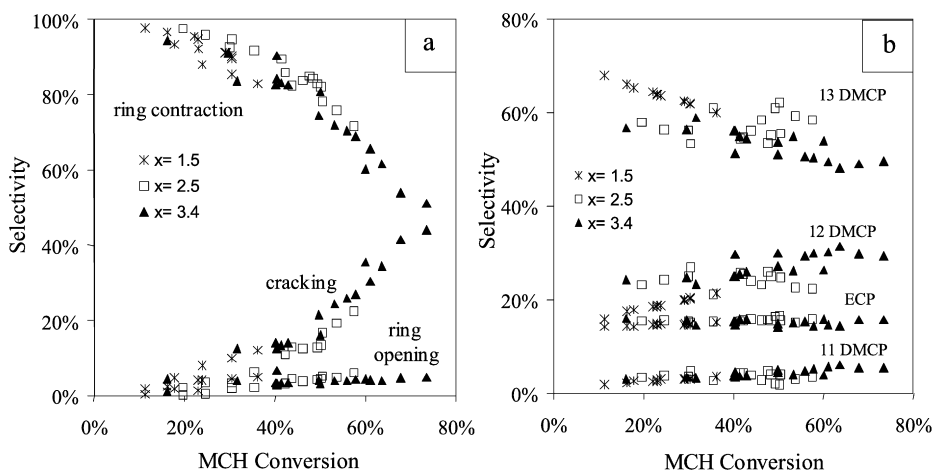 a
100%
80%
60%
40%
20%
0%
Selectivity
ring contraction
x= 1.5
x= 2.5
x= 3.4
cracking
ring
opening
0% 20% 40% 60% 80%
MCH Conversion
b
80%
60%
40%
20%
0%
Selectivity
13 DMCP
x= 1.5
x= 2.5
x= 3.4
12 DMCP
ECP
11 DMCP
0% 20% 40% 60% 80%
MCH Conversion